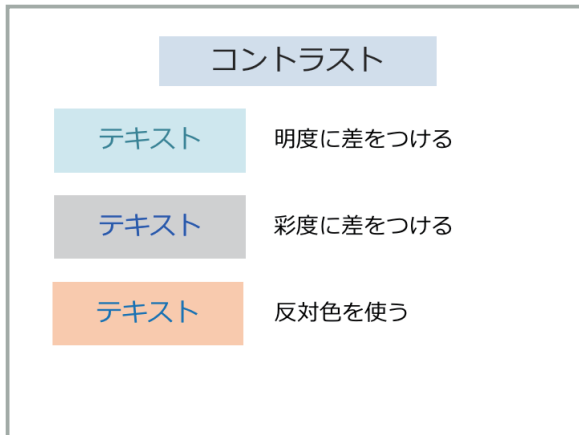 コントラスト
テキスト 明度に差をつける
テキスト 彩度に差をつける
テキスト 反対色を使う